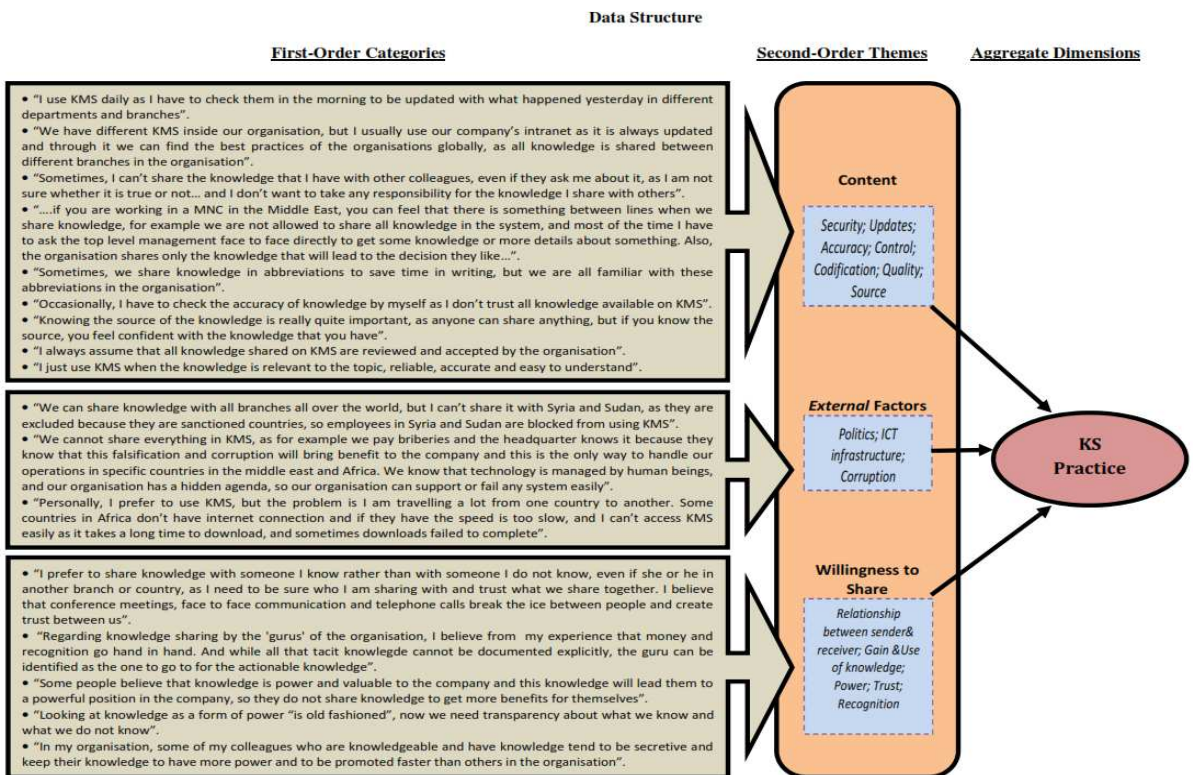 Data Structure
First-Order Categories
Second-Order Themes
Aggregate Dimensions
• “I use KMS daily as I have to check them in the morning to be updated with what happened yesterday in different
departments and branches”.
• “We have different KMS inside our organisation, but I usually use our company’s intranet as it is always updated
and through it we can find the best practices of the organisations globally, as all knowledge is shared between
different branches in the organisation”.
• “Sometimes, I can’t share the knowledge that I have with other colleagues, even if they ask me about it, as I am not
sure whether it is true or not… and I don’t want to take any responsibility for the knowledge I share with others”.
• “….if you are working in a MNC in the Middle East, you can feel that there is something between lines when we
share knowledge, for example we are not allowed to share all knowledge in the system, and most of the time I have
to ask the top level management face to face directly to get some knowledge or more details about something. Also,
the organisation shares only the knowledge that will lead to the decision they like…”.
• “Sometimes, we share knowledge in abbreviations to save time in writing, but we are all familiar with these
abbreviations in the organisation”.
• “Occasionally, I have to check the accuracy of knowledge by myself as I don’t trust all knowledge available on KMS”.
• “Knowing the source of the knowledge is really quite important, as anyone can share anything, but if you know the
source, you feel confident with the knowledge that you have”.
• “I always assume that all knowledge shared on KMS are reviewed and accepted by the organisation”.
• “I just use KMS when the knowledge is relevant to the topic, reliable, accurate and easy to understand”.
Content
Security; Updates;
Accuracy; Control;
Codification; Quality;
Source
• “We can share knowledge with all branches all over the world, but I can’t share it with Syria and Sudan, as they are
excluded because they are sanctioned countries, so employees in Syria and Sudan are blocked from using KMS”.
• “We cannot share everything in KMS, as for example we pay briberies and the headquarter knows it because they
know that this falsification and corruption will bring benefit to the company and this is the only way to handle our
operations in specific countries in the middle east and Africa. We know that technology is managed by human beings,
and our organisation has a hidden agenda, so our organisation can support or fail any system easily”.
• “Personally, I prefer to use KMS, but the problem is I am travelling a lot from one country to another. Some
countries in Africa don’t have internet connection and if they have the speed is too slow, and I can’t access KMS
easily as it takes a long time to download, and sometimes downloads failed to complete”.
External Factors
Politics; ICT
infrastructure;
Corruption
KS
Practice
• “I prefer to share knowledge with someone I know rather than with someone I do not know, even if she or he in
another branch or country, as I need to be sure who I am sharing with and trust what we share together. I believe
that conference meetings, face to face communication and telephone calls break the ice between people and create
trust between us”.
• “Regarding knowledge sharing by the 'gurus' of the organisation, I believe from my experience that money and
recognition go hand in hand. And while all that tacit knowlegde cannot be documented explicitly, the guru can be
identified as the one to go to for the actionable knowledge”.
• “Some people believe that knowledge is power and valuable to the company and this knowledge will lead them to
a powerful position in the company, so they do not share knowledge to get more benefits for themselves”.
• “Looking at knowledge as a form of power “is old fashioned”, now we need transparency about what we know and
what we do not know”.
• “In my organisation, some of my colleagues who are knowledgeable and have knowledge tend to be secretive and
keep their knowledge to have more power and to be promoted faster than others in the organisation”.
Willingness to
Share
Relationship
between sender&
receiver; Gain &Use
of knowledge;
Power; Trust;
Recognition